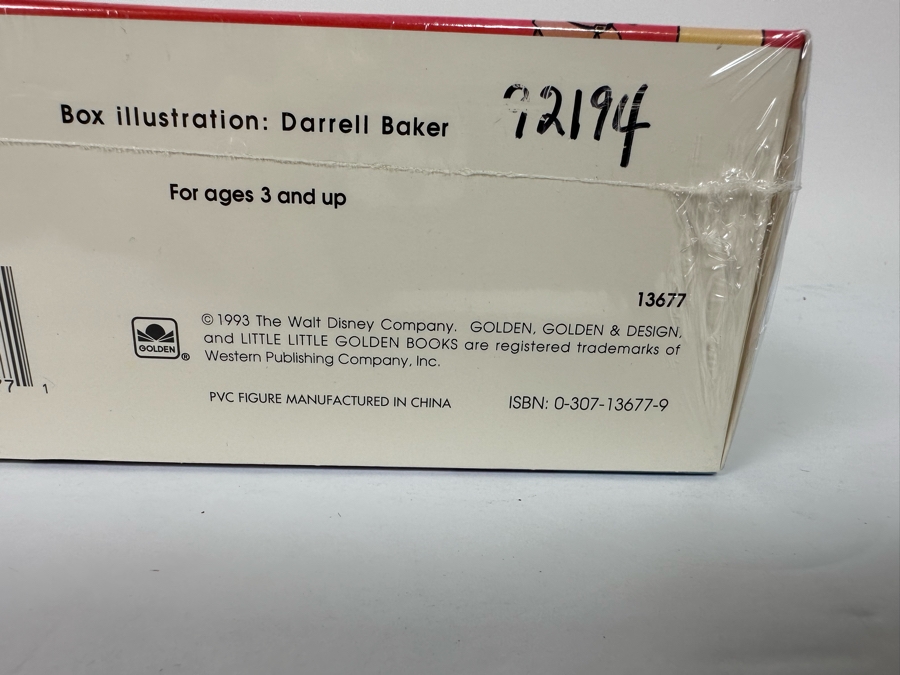 Box illustration: Darrell Baker
92194
For ages 3 and up
13677
©1993 The Walt Disney Company. GOLDEN, GOLDEN & DESIGN,
and LITTLE LITTLE GOLDEN BOOKS are registered trademarks of
Western Publishing Company, Inc.
GOLDEN ®
PVC FIGURE MANUFACTURED IN CHINA
ISBN: 0-307-13677-9
7 1